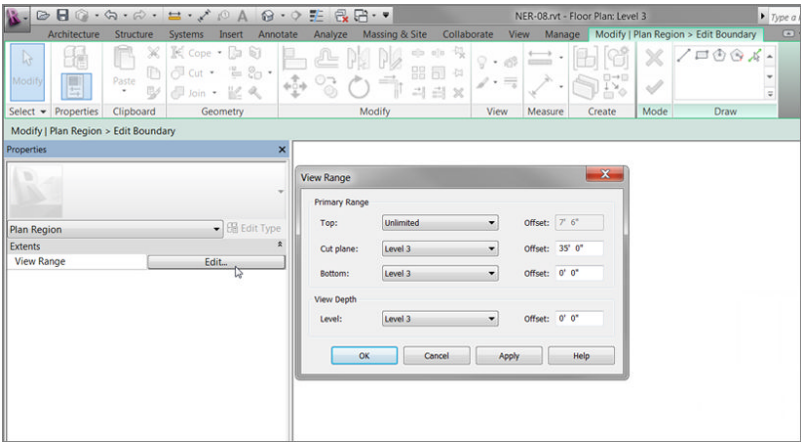 NER-08.rvt - Floor Plan: Level 3
Type a
Architecture Structure Systems Insert Annotate Analyze Massing & Site Collaborate View Manage Modify | Plan Region > Edit Boundary
Modify
Paste
Cope
Cut
Join
Select Properties Clipboard Geometry Modify View Measure Create Mode Draw
Modify | Plan Region > Edit Boundary
Properties
Plan Region
Edit Type
Extents
View Range
Edit...
View Range
Primary Range
Top: Unlimited Offset: 7' 6"
Cut plane: Level 3 Offset: 35' 0"
Bottom: Level 3 Offset: 0' 0"
View Depth
Level: Level 3 Offset: 0' 0"
OK Cancel Apply Help